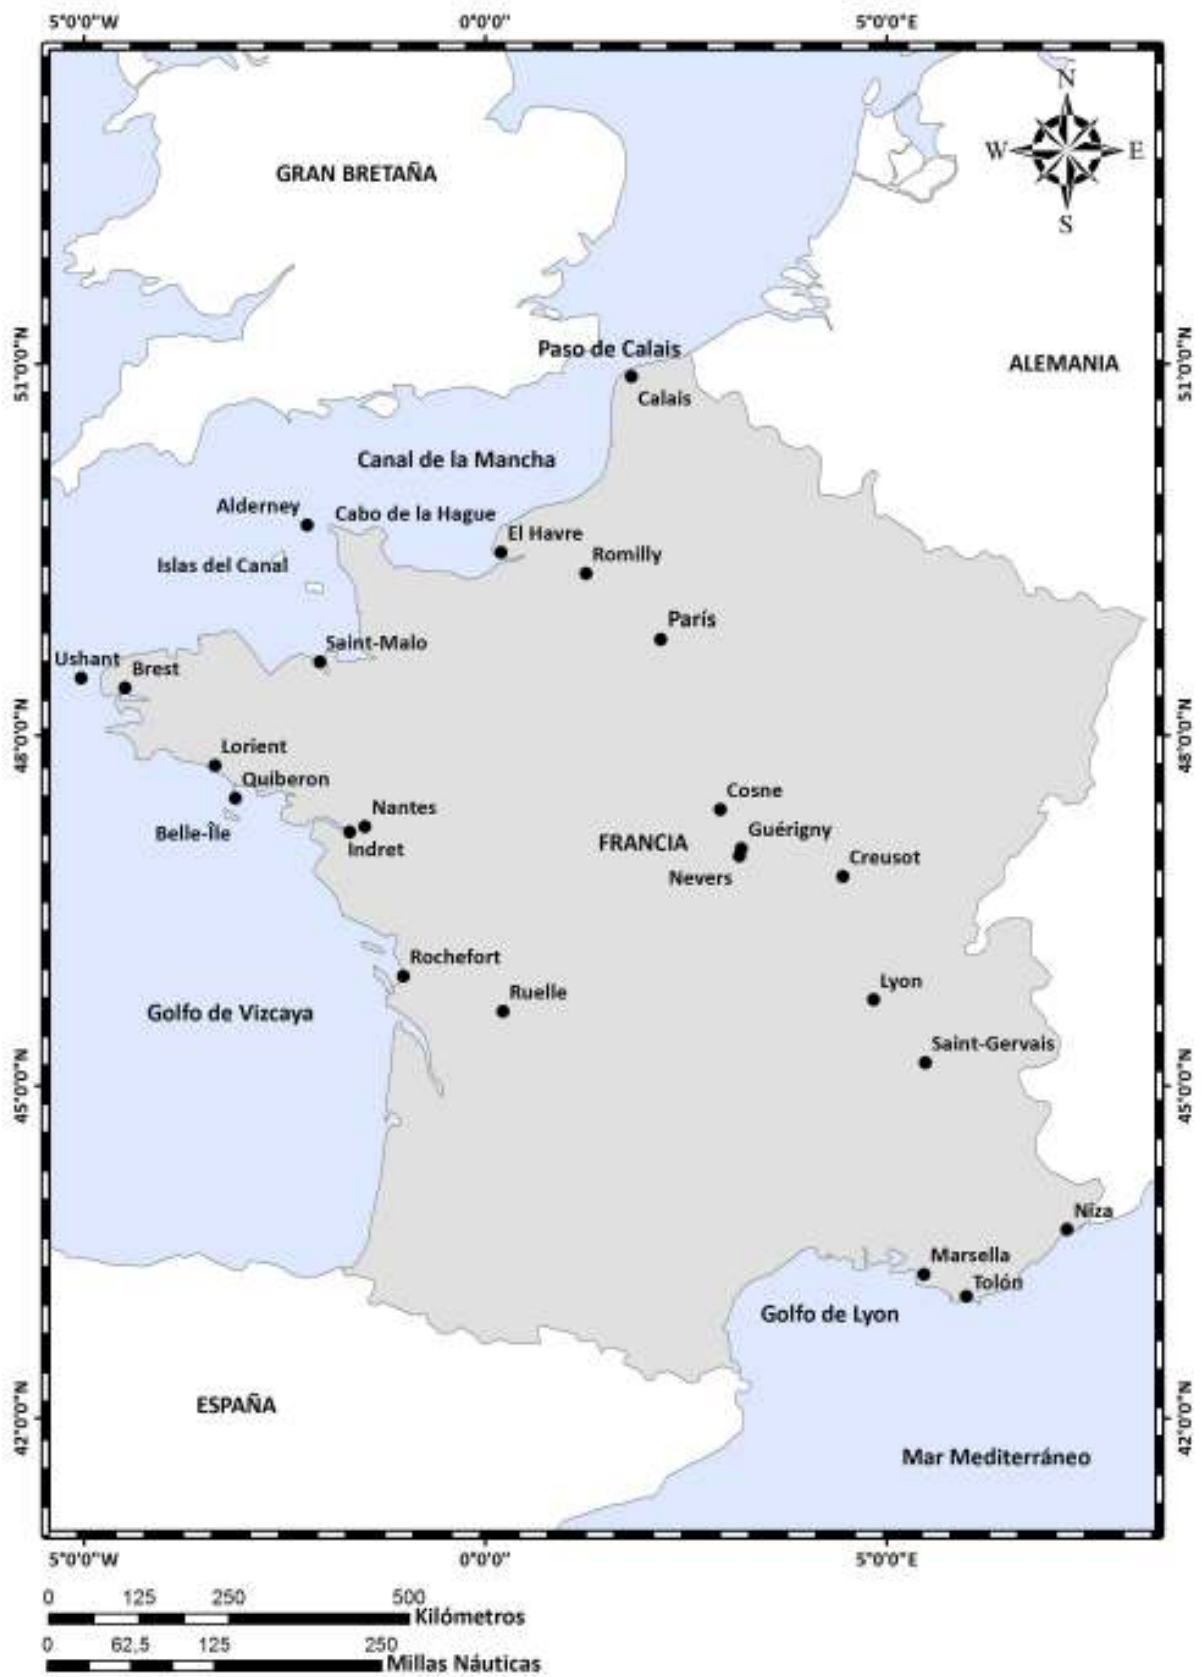 5°0'0"W 0°0'0" 5°0'0"E
N
W E
S
GRAN BRETAÑA
51°0'0"N
51°0'0"N
Paso de Calais
ALEMANIA
Calais
Canal de la Mancha
Alderney
Cabo de la Hague
El Havre
Islas del Canal
Romilly
París
Saint-Malo
Ushant
Brest
48°0'0"N
48°0'0"N
Lorient
Quiberon
Cosne
Nantes
Belle-Île
Guérigny
FRANCIA
Indret
Creusot
Nevers
Rochefort
Lyon
Ruelle
Golfo de Vizcaya
Saint-Gervais
45°0'0"N
45°0'0"N
Niza
Marsella
Tolón
Golfo de Lyon
ESPAÑA
42°0'0"N
42°0'0"N
Mar Mediterráneo
5°0'0"W 0°0'0" 5°0'0"E
0 125 250 500
Kilómetros
0 62,5 125 250
Millas Náuticas